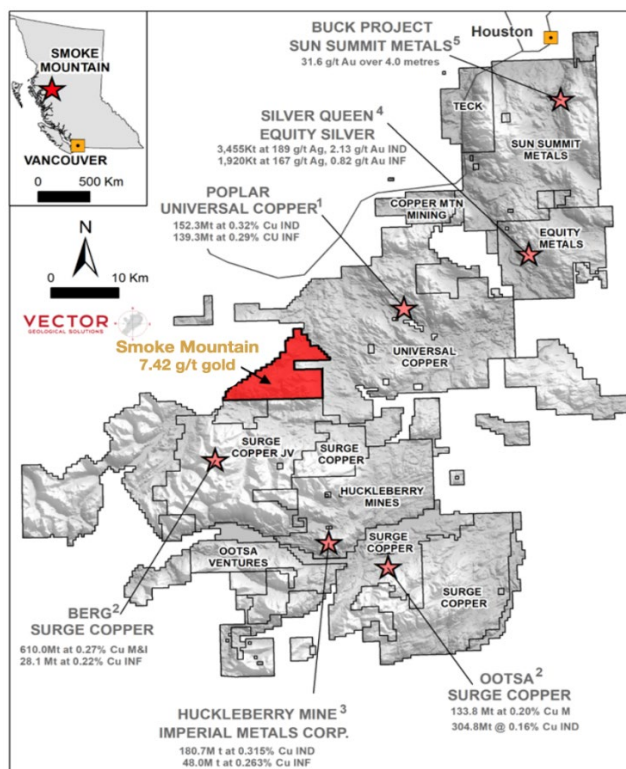 SMOKE
MOUNTAIN
VANCOUVER
0 500 Km
N
0 10 Km
VECTOR
GEOLOGICAL SOLUTIONS
BUCK PROJECT
SUN SUMMIT METALS5
31.6 g/t Au over 4.0 metres
Houston
TECK
SUN SUMMIT
METALS
SILVER QUEEN4
EQUITY SILVER
3,455Kt at 189 g/t Ag, 2.13 g/t Au IND
1,920Kt at 167 g/t Ag, 0.82 g/t Au INF
POPLAR
UNIVERSAL COPPER1
152.3Mt at 0.32% Cu IND
139.3Mt at 0.29% CU INF
COPPER MTN
MINING
EQUITY
METALS
UNIVERSAL
COPPER
Smoke Mountain
7.42 g/t gold
SURGE
COPPER JV
SURGE
COPPER
HUCKLEBERRY
MINES
OOTSA
VENTURES
SURGE
COPPER
SURGE
COPPER
BERG2
SURGE COPPER
610.0Mt at 0.27% Cu M&I
28.1 Mt at 0.22% Cu INF
HUCKLEBERRY MINE3
IMPERIAL METALS CORP.
180.7M t at 0.315% Cu IND
48.0M t at 0.263% Cu INF
OOTSA2
SURGE COPPER
133.8 Mt at 0.20% Cu M
304.8Mt @ 0.16% Cu IND